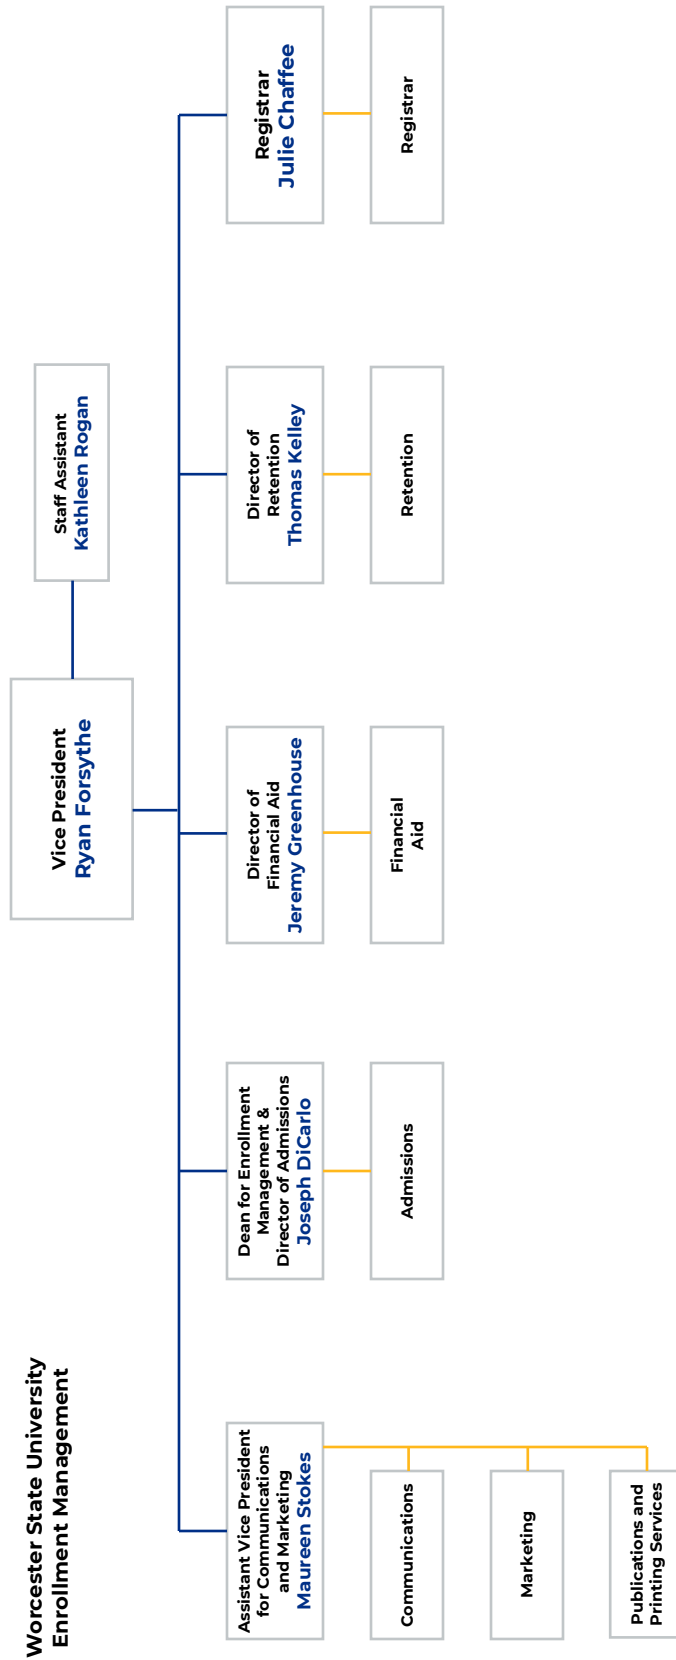 Worcester State University
Enrollment Management
Vice President
Ryan Forsythe
Staff Assistant
Kathleen Rogan
Assistant Vice President
for Communications
and Marketing
Maureen Stokes
Dean for Enrollment
Management &
Director of Admissions
Joseph DiCarlo
Director of
Financial Aid
Jeremy Greenhouse
Director of
Retention
Thomas Kelley
Registrar
Julie Chaffee
Communications
Marketing
Publications and
Printing Services
Admissions
Financial
Aid
Retention
Registrar